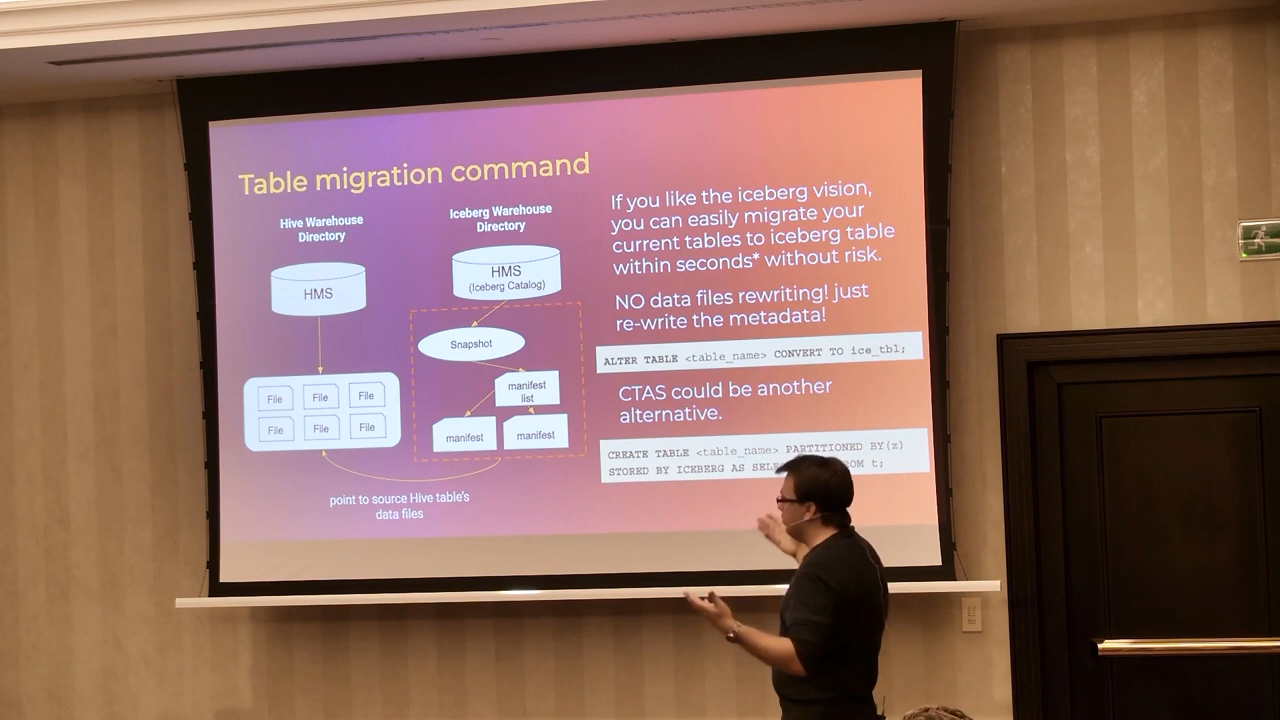 Table migration command
Hive Warehouse
Directory
HMS
File File File
File File File
Iceberg Warehouse
Directory
HMS
(Iceberg Catalog)
Snapshot
manifest
list
manifest manifest
point to source Hive table's
data files
If you like the iceberg vision,
you can easily migrate your
current tables to iceberg table
within seconds* without risk.
NO data files rewriting! just
re-write the metadata!
ALTER TABLE <table_name> CONVERT TO ice_tbl;
CTAS could be another
alternative.
CREATE TABLE <table_name> PARTITIONED BY(z)
STORED BY ICEBERG AS t;